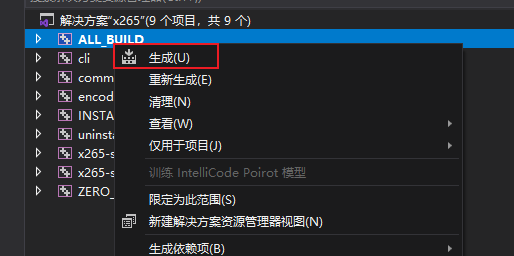 解决方案"x265"(9 个项目，共 9 个)
ALL_BUILD
cli
comm
encod
INSTA
uninsta
x265-s
x265-s
ZERO_
生成(U)
重新生成(E)
清理(N)
查看(W)
仅用于项目(J)
训练 IntelliCode Poirot 模型
限定为此范围(S)
新建解决方案资源管理器视图(N)
生成依赖项(B)